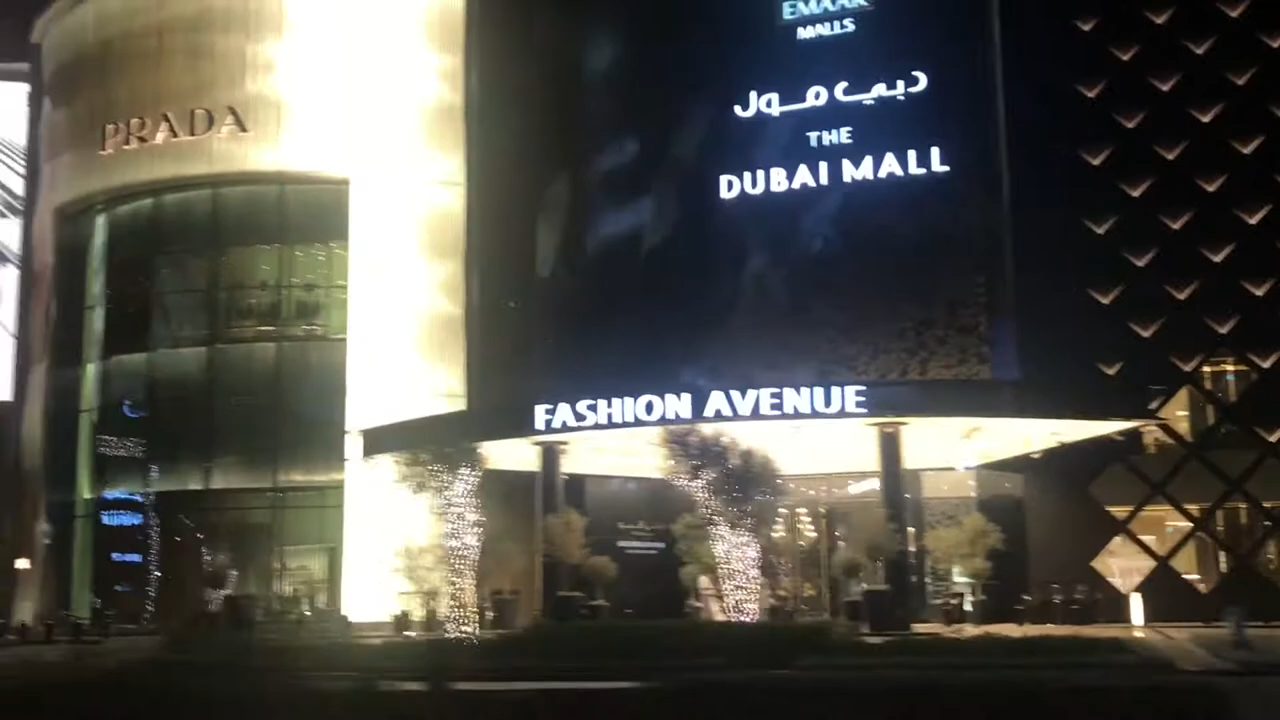 PRADA
EMAAR
MALLS
دبي مول
THE
DUBAI MALL
FASHION AVENUE